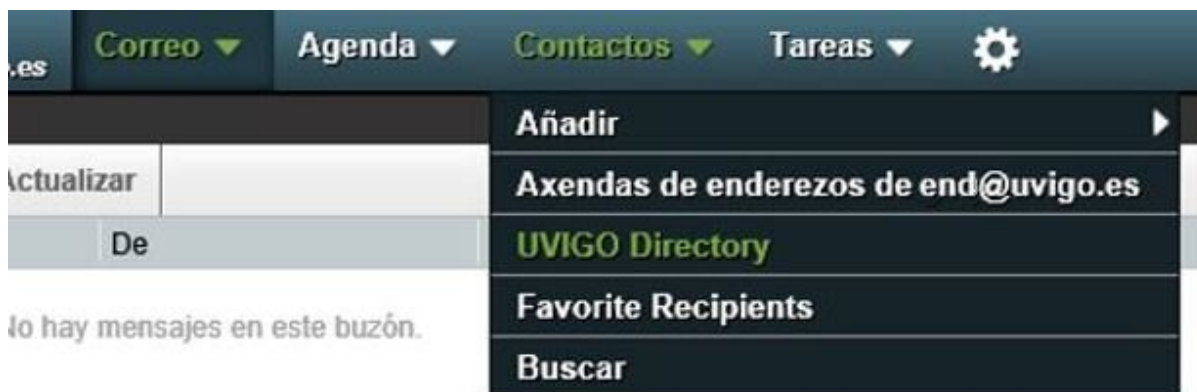 .es Correo Agenda Contactos Tareas
Añadir
Actualizar
Axendas de enderezos de end@uvigo.es
De
UVIGO Directory
Favorite Recipients
No hay mensajes en este buzón.
Buscar